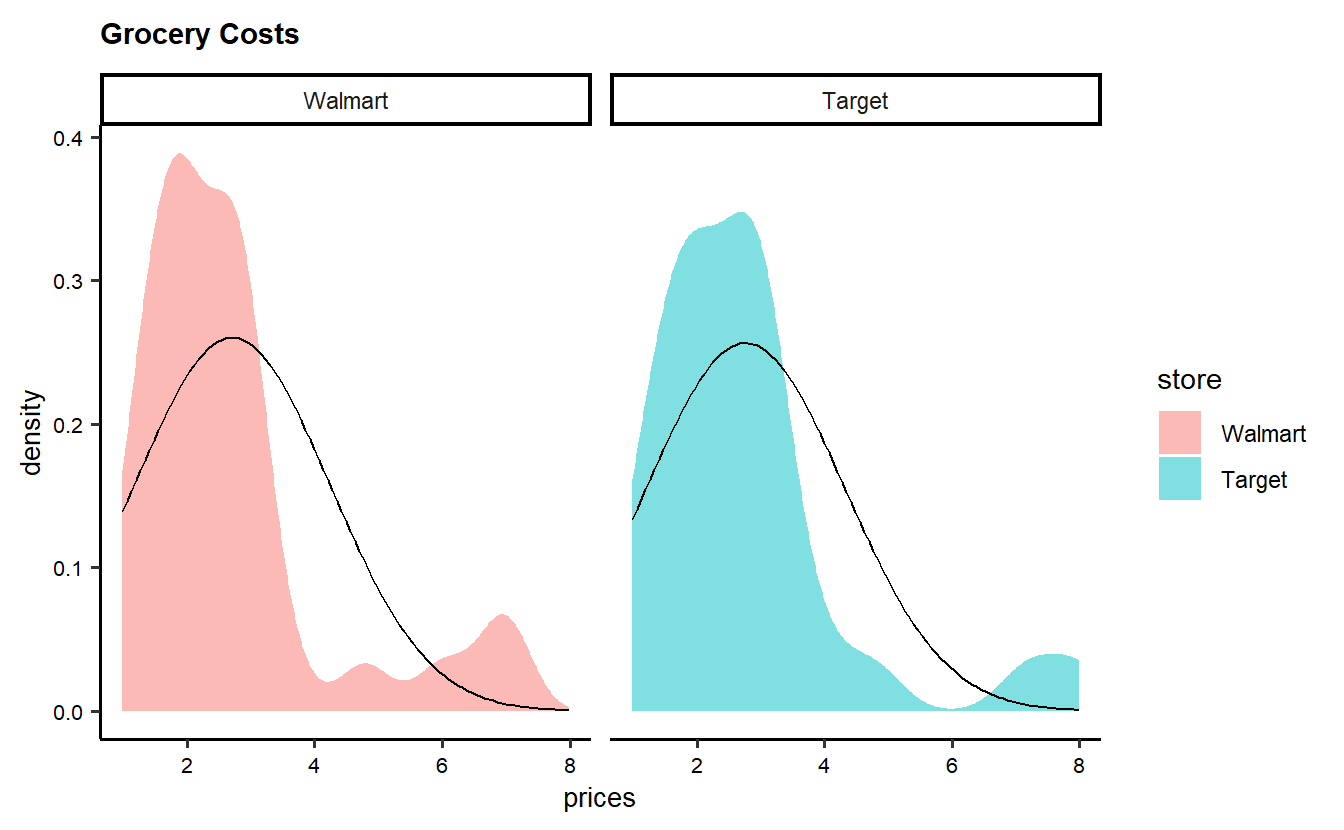 Grocery Costs
Walmart
Target
0.4
0.3
0.2
0.1
0.0
density
2 4 6 8
2 4 6 8
prices
store
Walmart
Target